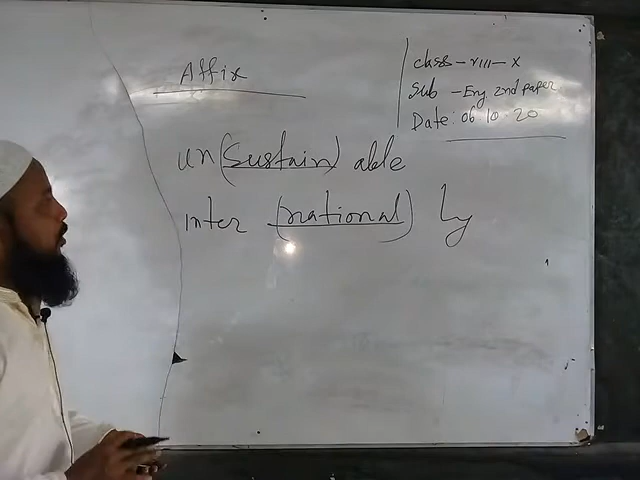 Affix
class - VIII - X
Sub - Eng 2nd paper
Date: 06.10.20
un (sustain) able
inter (national) ly